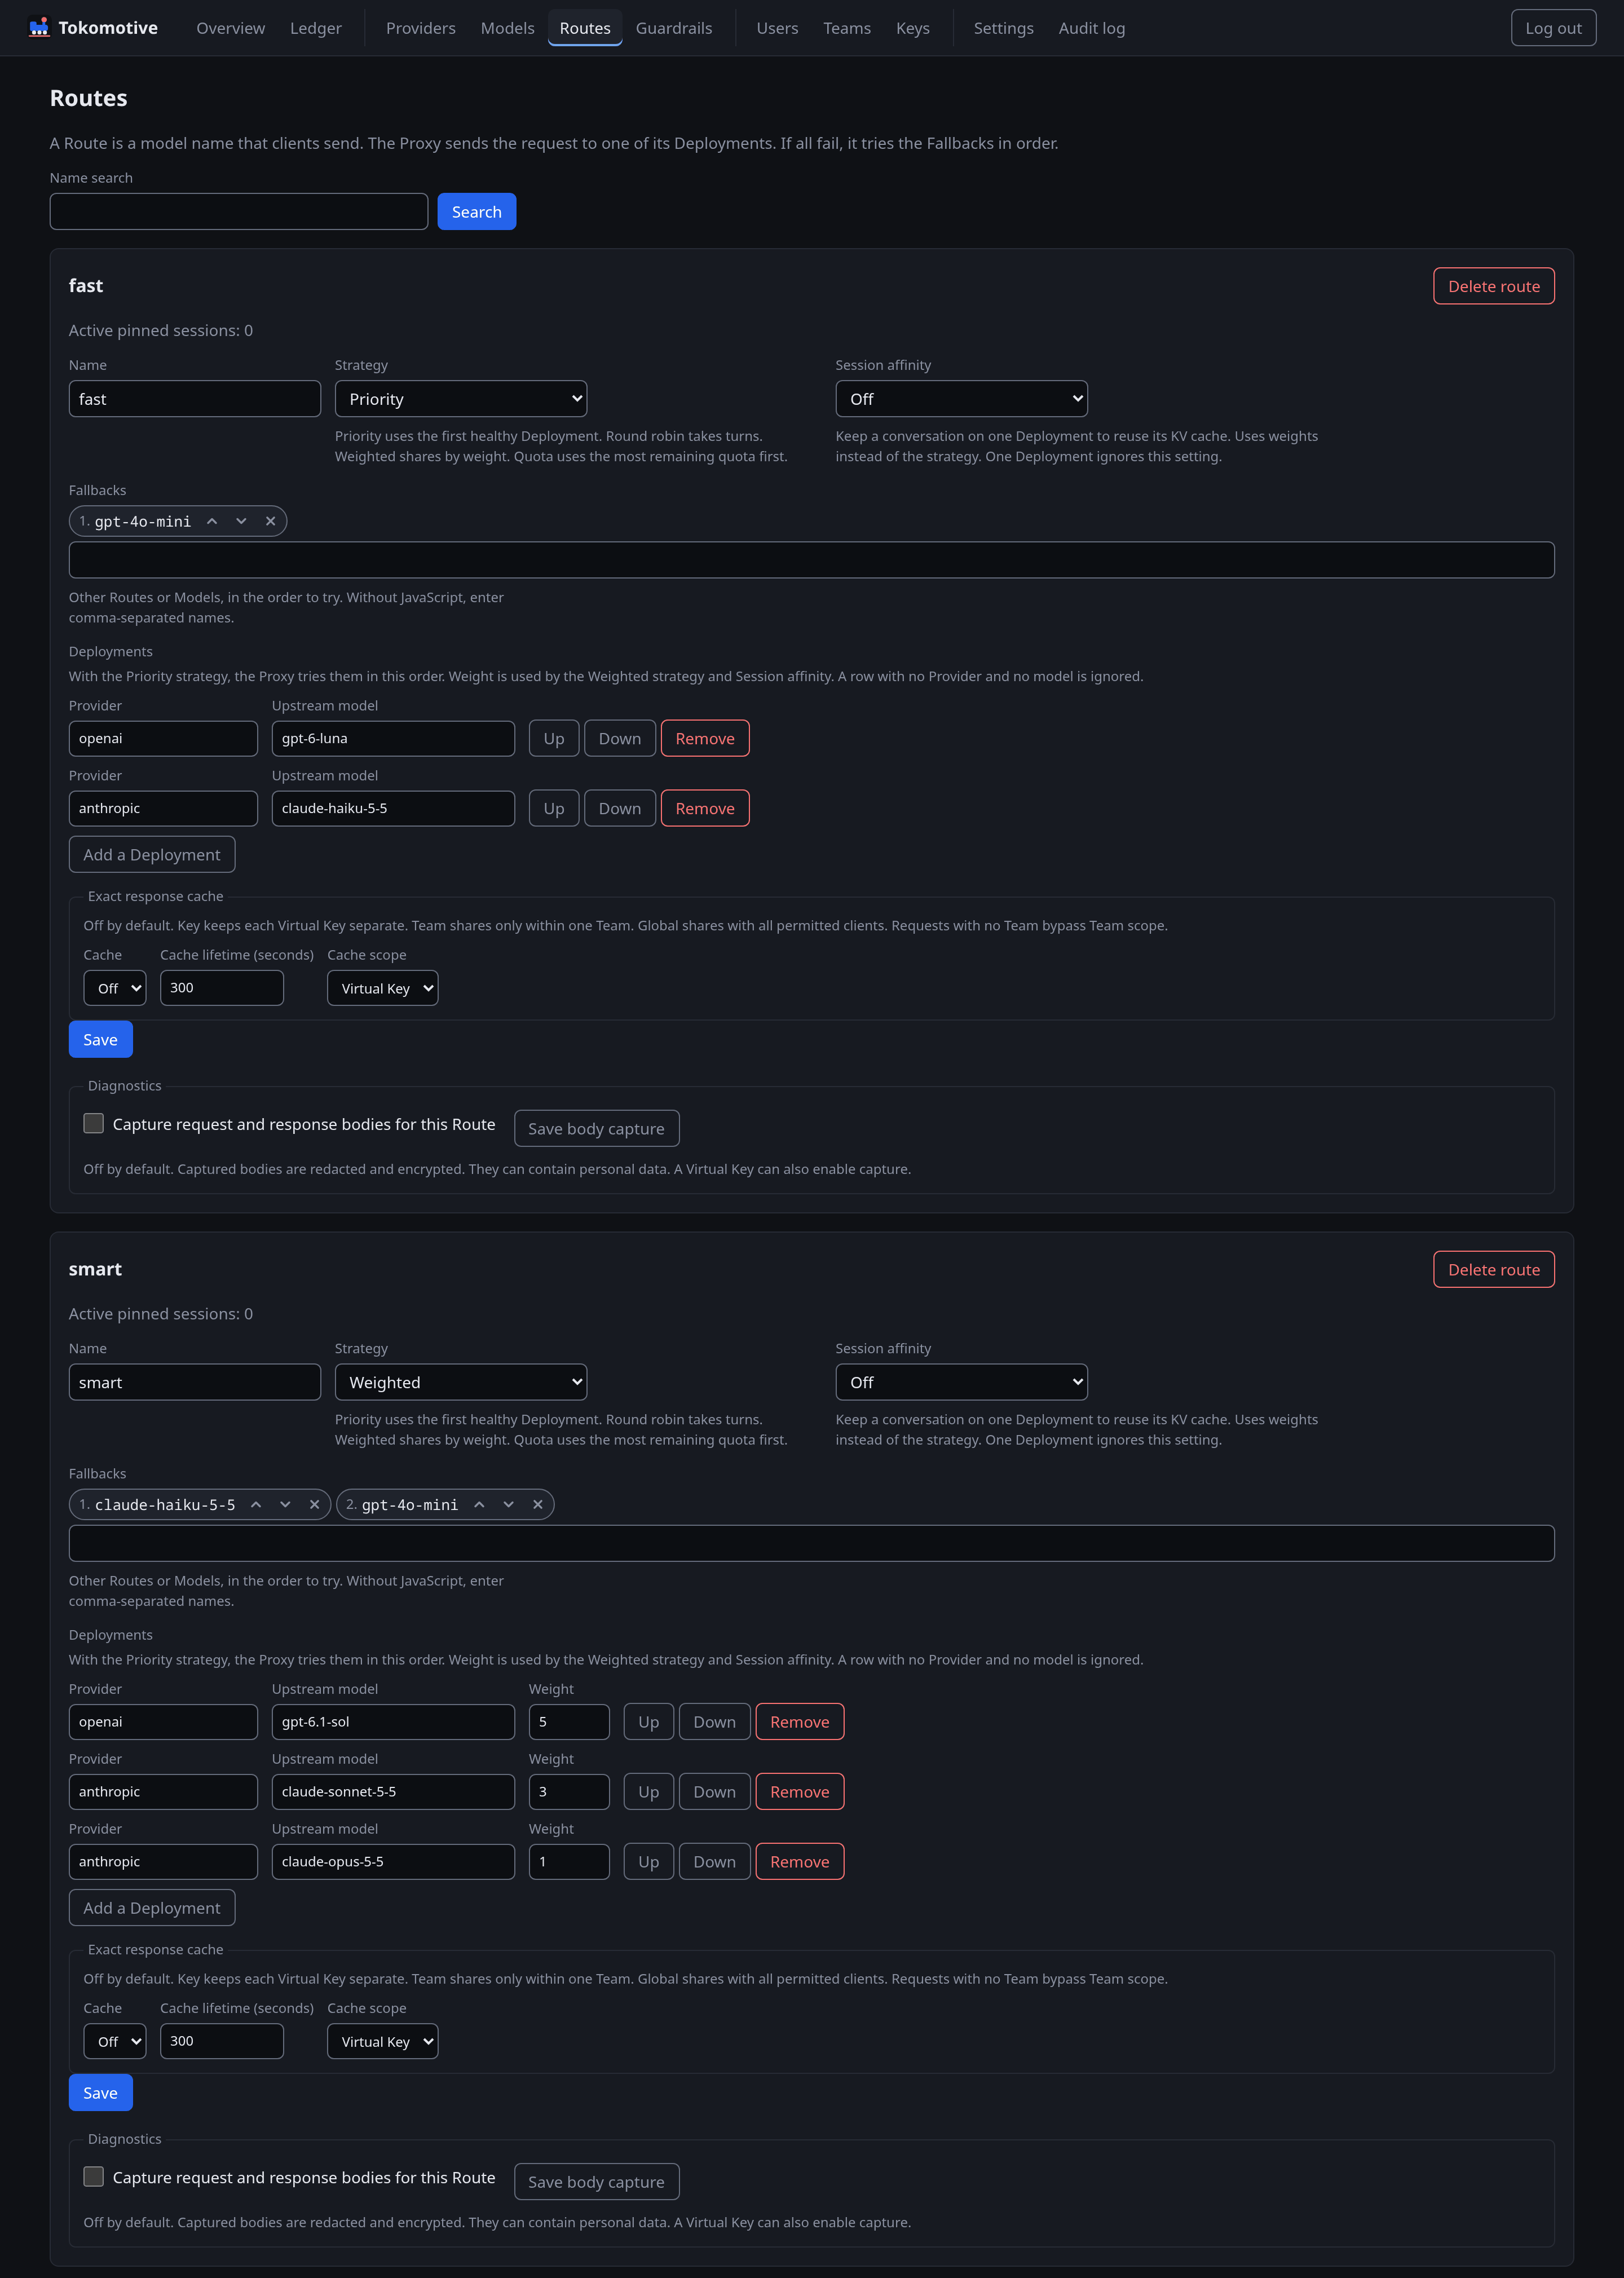 Tokomotive Overview Ledger Providers Models Routes Guardrails Users Teams Keys Settings Audit log Log out
Routes
A Route is a model name that clients send. The Proxy sends the request to one of its Deployments. If all fail, it tries the Fallbacks in order.
Name search
Search
fast Delete route
Active pinned sessions: 0
Name Strategy Session affinity
fast Priority Off
Priority uses the first healthy Deployment. Round robin takes turns. Keep a conversation on one Deployment to reuse its KV cache. Uses weights
Weighted shares by weight. Quota uses the most remaining quota first. instead of the strategy. One Deployment ignores this setting.
Fallbacks
1. gpt-4o-mini
Other Routes or Models, in the order to try. Without JavaScript, enter
comma-separated names.
Deployments
With the Priority strategy, the Proxy tries them in this order. Weight is used by the Weighted strategy and Session affinity. A row with no Provider and no model is ignored.
Provider Upstream model
openai gpt-6-luna Up Down Remove
Provider Upstream model
anthropic claude-haiku-5-5 Up Down Remove
Add a Deployment
Exact response cache
Off by default. Key keeps each Virtual Key separate. Team shares only within one Team. Global shares with all permitted clients. Requests with no Team bypass Team scope.
Cache Cache lifetime (seconds) Cache scope
Off 300 Virtual Key
Save
Diagnostics
Capture request and response bodies for this Route Save body capture
Off by default. Captured bodies are redacted and encrypted. They can contain personal data. A Virtual Key can also enable capture.
smart Delete route
Active pinned sessions: 0
Name Strategy Session affinity
smart Weighted Off
Priority uses the first healthy Deployment. Round robin takes turns. Keep a conversation on one Deployment to reuse its KV cache. Uses weights
Weighted shares by weight. Quota uses the most remaining quota first. instead of the strategy. One Deployment ignores this setting.
Fallbacks
1. claude-haiku-5-5 2. gpt-4o-mini
Other Routes or Models, in the order to try. Without JavaScript, enter
comma-separated names.
Deployments
With the Priority strategy, the Proxy tries them in this order. Weight is used by the Weighted strategy and Session affinity. A row with no Provider and no model is ignored.
Provider Upstream model Weight
openai gpt-6.1-sol 5 Up Down Remove
Provider Upstream model Weight
anthropic claude-sonnet-5-5 3 Up Down Remove
Provider Upstream model Weight
anthropic claude-opus-5-5 1 Up Down Remove
Add a Deployment
Exact response cache
Off by default. Key keeps each Virtual Key separate. Team shares only within one Team. Global shares with all permitted clients. Requests with no Team bypass Team scope.
Cache Cache lifetime (seconds) Cache scope
Off 300 Virtual Key
Save
Diagnostics
Capture request and response bodies for this Route Save body capture
Off by default. Captured bodies are redacted and encrypted. They can contain personal data. A Virtual Key can also enable capture.